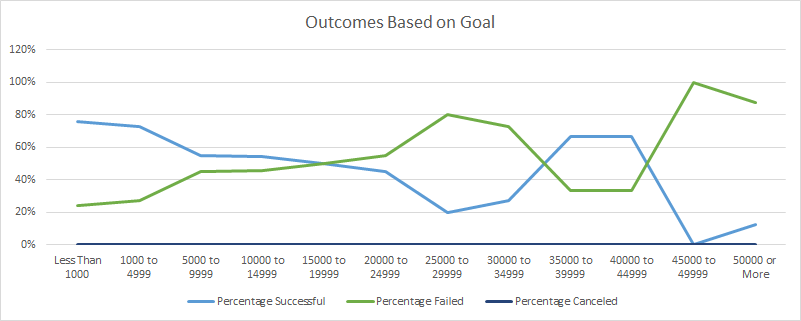 Outcomes Based on Goal
120%
100%
80%
60%
40%
20%
0%
Less Than 1000 to 5000 to 10000 to 15000 to 20000 to 25000 to 30000 to 35000 to 40000 to 45000 to 50000 or
1000 4999 9999 14999 19999 24999 29999 34999 39999 44999 49999 More
Percentage Successful Percentage Failed Percentage Canceled